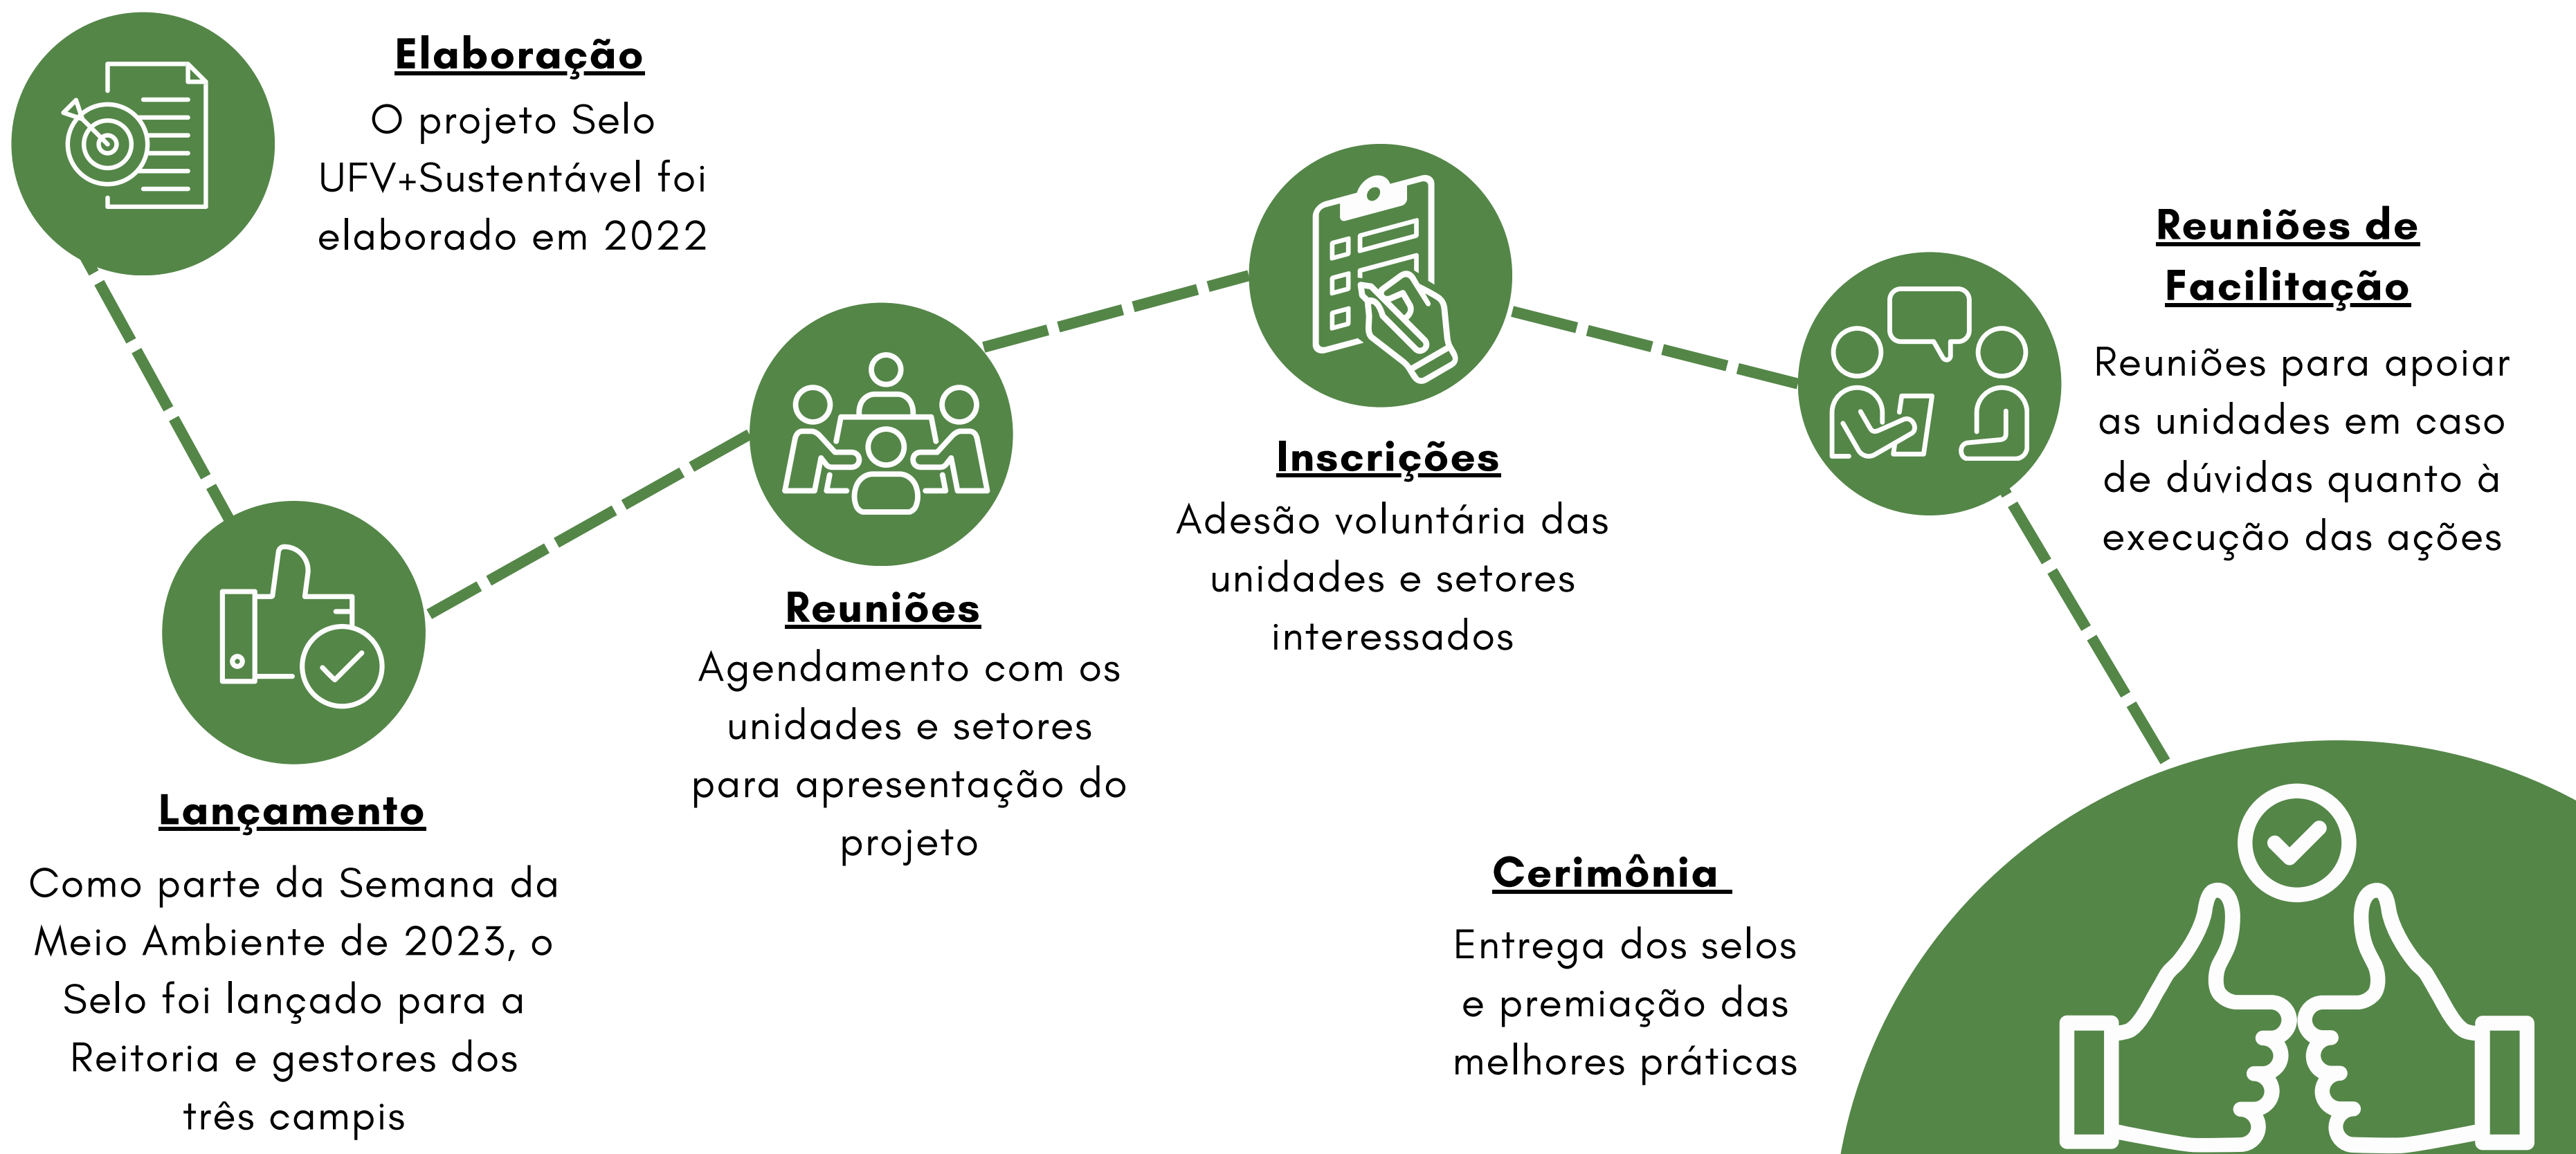 Elaboração
O projeto Selo
UFV+Sustentável foi
elaborado em 2022
Lançamento
Como parte da Semana da
Meio Ambiente de 2023, o
Selo foi lançado para a
Reitoria e gestores dos
três campis
Reuniões
Agendamento com os
unidades e setores
para apresentação do
projeto
Inscrições
Adesão voluntária das
unidades e setores
interessados
Reuniões de
Facilitação
Reuniões para apoiar
as unidades em caso
de dúvidas quanto à
execução das ações
Cerimônia
Entrega dos selos
e premiação das
melhores práticas